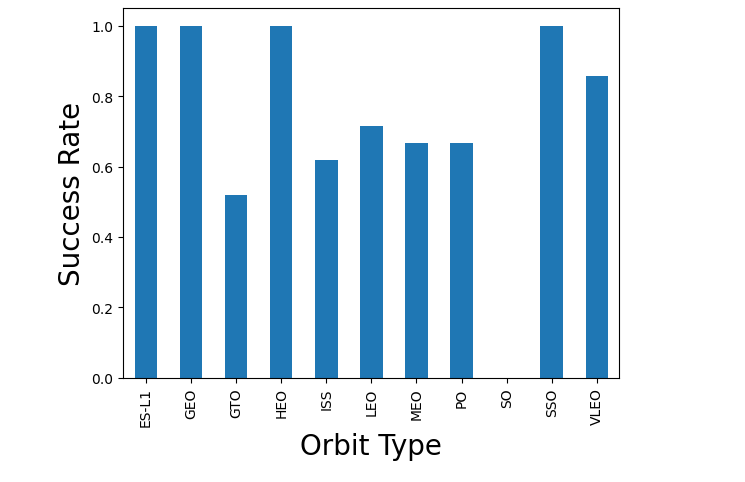 Success Rate
1.0
0.8
0.6
0.4
0.2
0.0
ES-L1
GEO
GTO
HEO
ISS
LEO
MEO
PO
SO
SSO
VLEO
Orbit Type